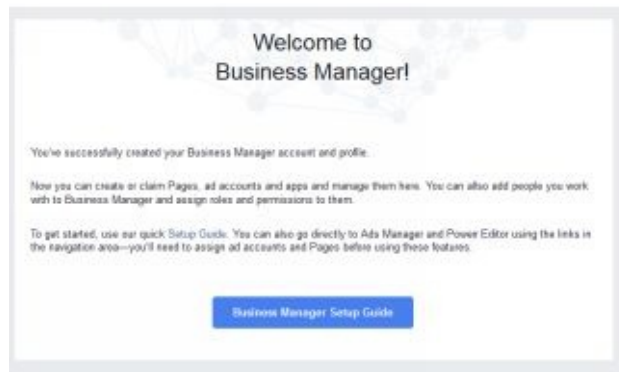 Welcome to
Business Manager!
You've successfully created your Business Manager account and profile.
Now you can create or claim Pages, ad accounts and apps and manage them here. You can also add people you work
with to Business Manager and assign roles and permissions to them.
To get started, use our quick Setup Guide. You can also go directly to Ads Manager and Power Editor using the links in
the navigation area—you'll need to assign ad accounts and Pages before using these features.
Business Manager Setup Guide